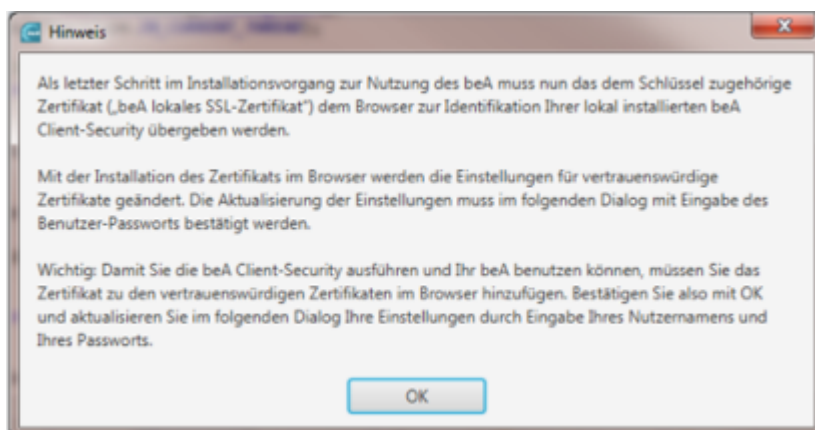 Hinweis
Als letzter Schritt im Installationsvorgang zur Nutzung des beA muss nun das dem Schlüssel zugehörige
Zertifikat („beA lokales SSL-Zertifikat“) dem Browser zur Identifikation Ihrer lokal installierten beA
Client-Security übergeben werden.
Mit der Installation des Zertifikats im Browser werden die Einstellungen für vertrauenswürdige
Zertifikate geändert. Die Aktualisierung der Einstellungen muss im folgenden Dialog mit Eingabe des
Benutzer-Passworts bestätigt werden.
Wichtig: Damit Sie die beA Client-Security ausführen und Ihr beA benutzen können, müssen Sie das
Zertifikat zu den vertrauenswürdigen Zertifikaten im Browser hinzufügen. Bestätigen Sie also mit OK
und aktualisieren Sie im folgenden Dialog Ihre Einstellungen durch Eingabe Ihres Nutzernamens und
Ihres Passworts.
OK